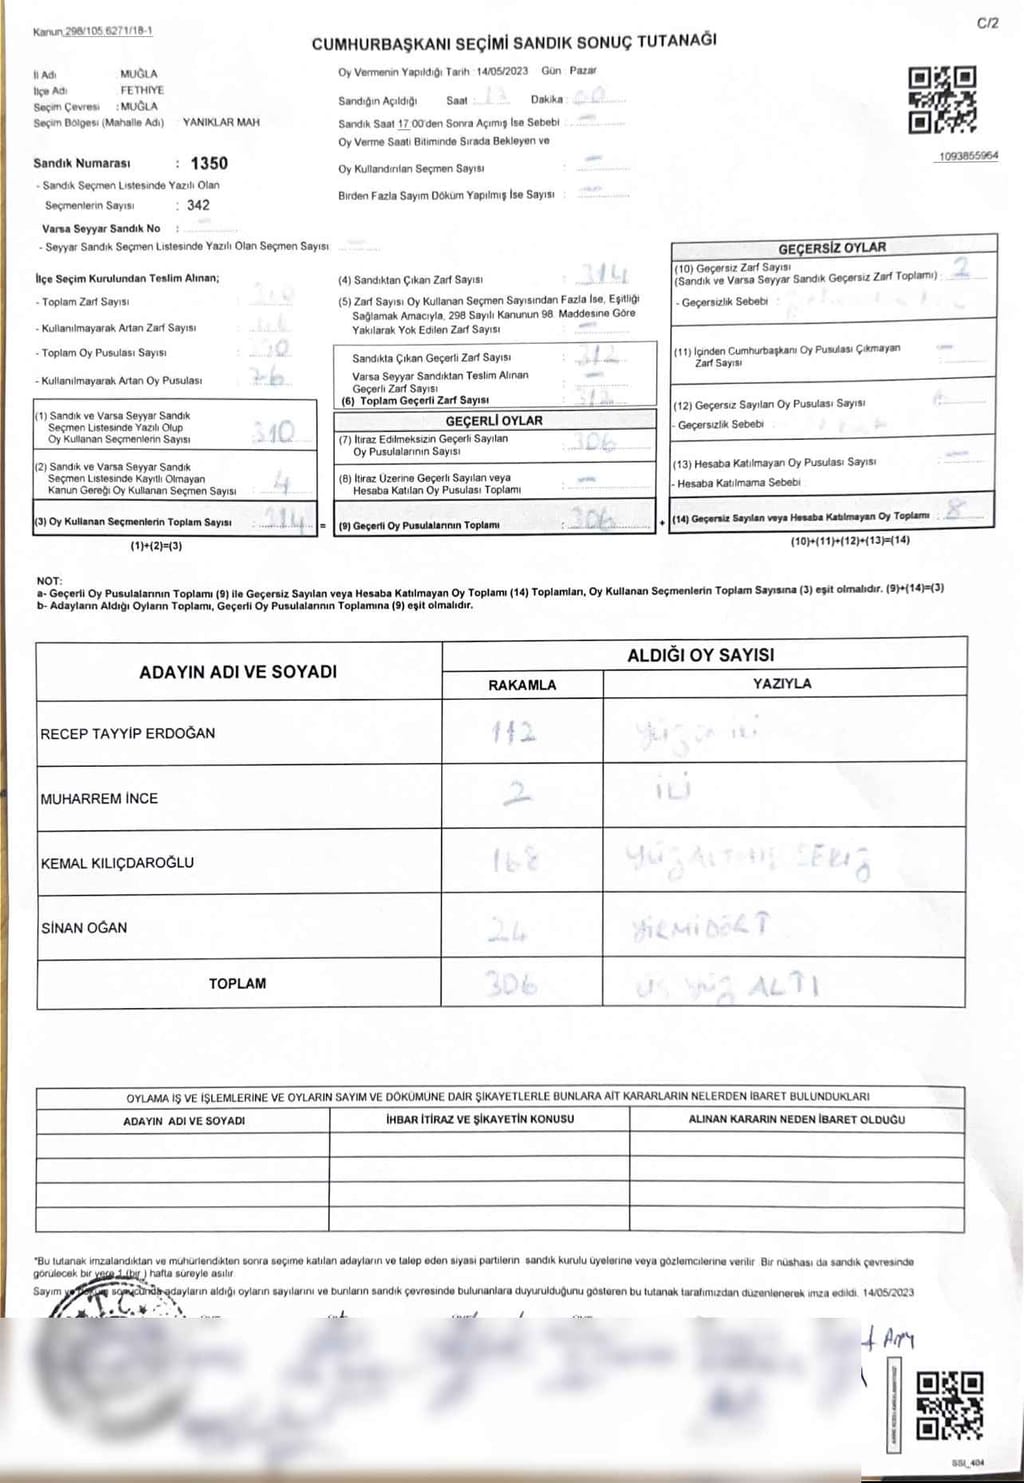 Kanun 298/105 6271/18-1
C/2
CUMHURBAŞKANI SEÇİMİ SANDIK SONUÇ TUTANAĞI
İl Adı : MUĞLA
İlçe Adı : FETHİYE
Seçim Çevresi : MUĞLA
Seçim Bölgesi (Mahalle Adı) YANIKLAR MAH
Sandık Numarası : 1350
- Sandık Seçmen Listesinde Yazılı Olan
Seçmenlerin Sayısı : 342
Varsa Seyyar Sandık No :
- Seyyar Sandık Seçmen Listesinde Yazılı Olan Seçmen Sayısı
Oy Vermenin Yapıldığı Tarih : 14/05/2023 Gün Pazar
Sandığın Açıldığı Saat : Dakika :
Sandık Saat 17 00'den Sonra Açımış İse Sebebi :
Oy Verme Saati Bitiminde Sırada Bekleyen ve
Oy Kullandırılan Seçmen Sayısı :
Birden Fazla Sayım Döküm Yapılmış İse Sayısı :
1093855964
İlçe Seçim Kurulundan Teslim Alınan;
- Toplam Zarf Sayısı :
- Kullanılmayarak Artan Zarf Sayısı :
- Toplam Oy Pusulası Sayısı :
- Kullanılmayarak Artan Oy Pusulası :
(1) Sandık ve Varsa Seyyar Sandık
Seçmen Listesinde Yazılı Olup
Oy Kullanan Seçmenlerin Sayısı : 310
(2) Sandık ve Varsa Seyyar Sandık
Seçmen Listesinde Kayıtlı Olmayan
Kanun Gereği Oy Kullanan Seçmen Sayısı : 4
(3) Oy Kullanan Seçmenlerin Toplam Sayısı : 314 =
(1)+(2)=(3)
(4) Sandıktan Çıkan Zarf Sayısı : 314
(5) Zarf Sayısı Oy Kullanan Seçmen Sayısından Fazla İse, Eşitliği
Sağlamak Amacıyla, 298 Sayılı Kanunun 98 Maddesine Göre
Yakılarak Yok Edilen Zarf Sayısı :
Sandıkta Çıkan Geçerli Zarf Sayısı : 312
Varsa Seyyar Sandıktan Teslim Alınan
Geçerli Zarf Sayısı :
(6) Toplam Geçerli Zarf Sayısı : 312
GEÇERLİ OYLAR
(7) İtiraz Edilmeksizin Geçerli Sayılan
Oy Pusulalarının Sayısı : 306
(8) İtiraz Üzerine Geçerli Sayılan veya
Hesaba Katılan Oy Pusulası Toplamı :
(9) Geçerli Oy Pusulalarının Toplamı : 306 +
GEÇERSİZ OYLAR
(10) Geçersiz Zarf Sayısı
(Sandık ve Varsa Seyyar Sandık Geçersiz Zarf Toplamı) : 2
- Geçersizlik Sebebi :
(11) İçinden Cumhurbaşkanı Oy Pusulası Çıkmayan
Zarf Sayısı :
(12) Geçersiz Sayılan Oy Pusulası Sayısı :
- Geçersizlik Sebebi :
(13) Hesaba Katılmayan Oy Pusulası Sayısı :
- Hesaba Katılmama Sebebi
(14) Geçersiz Sayılan veya Hesaba Katılmayan Oy Toplamı : 8
(10)+(11)+(12)+(13)=(14)
NOT:
a- Geçerli Oy Pusulalarının Toplamı (9) ile Geçersiz Sayılan veya Hesaba Katılmayan Oy Toplamı (14) Toplamları, Oy Kullanan Seçmenlerin Toplam Sayısına (3) eşit olmalıdır. (9)+(14)=(3)
b- Adayların Aldığı Oyların Toplamı, Geçerli Oy Pusulalarının Toplamına (9) eşit olmalıdır.
ADAYIN ADI VE SOYADI ALDIĞI OY SAYISI
RAKAMLA YAZIYLA
RECEP TAYYİP ERDOĞAN 112
MUHARREM İNCE 2
KEMAL KILIÇDAROĞLU 168 YÜZALTMIŞ SEKİZ
SİNAN OĞAN 24 YİRMİDÖRT
TOPLAM 306 üç yüz ALTI
OYLAMA İŞ VE İŞLEMLERİNE VE OYLARIN SAYIM VE DÖKÜMÜNE DAİR ŞİKAYETLERLE BUNLARA AİT KARARLARIN NELERDEN İBARET BULUNDUKLARI
ADAYIN ADI VE SOYADI İHBAR İTİRAZ VE ŞİKAYETİN KONUSU ALINAN KARARIN NEDEN İBARET OLDUĞU
*Bu tutanak imzalandıktan ve mühürlendikten sonra seçime katılan adayların ve talep eden siyasi partilerin sandık kurulu üyelerine veya gözlemcilerine verilir Bir nüshası da sandık çevresinde
görülecek bir yere 1 (bir ) hafta süreyle asılır
Sayım ve Döküm sonucunda adayların aldığı oyların sayılarını ve bunların sandık çevresinde bulunanlara duyurulduğunu gösteren bu tutanak tarafımızdan düzenlenerek imza edildi. 14/05/2023
T.C.
SSI_404